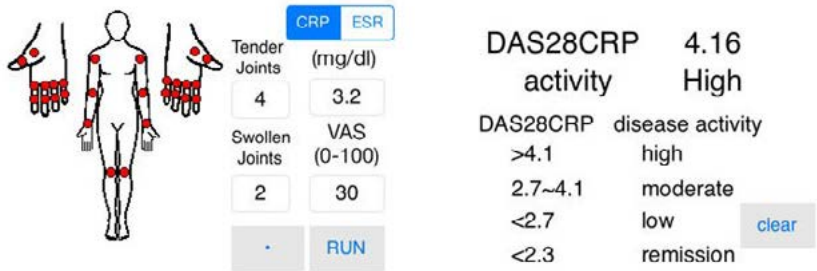 CRP ESR
Tender
Joints
(mg/dl)
4
3.2
Swollen
Joints
VAS
(0-100)
2
30
·
RUN
DAS28CRP 4.16
activity High
DAS28CRP disease activity
>4.1 high
2.7~4.1 moderate
<2.7 low
<2.3 remission
clear